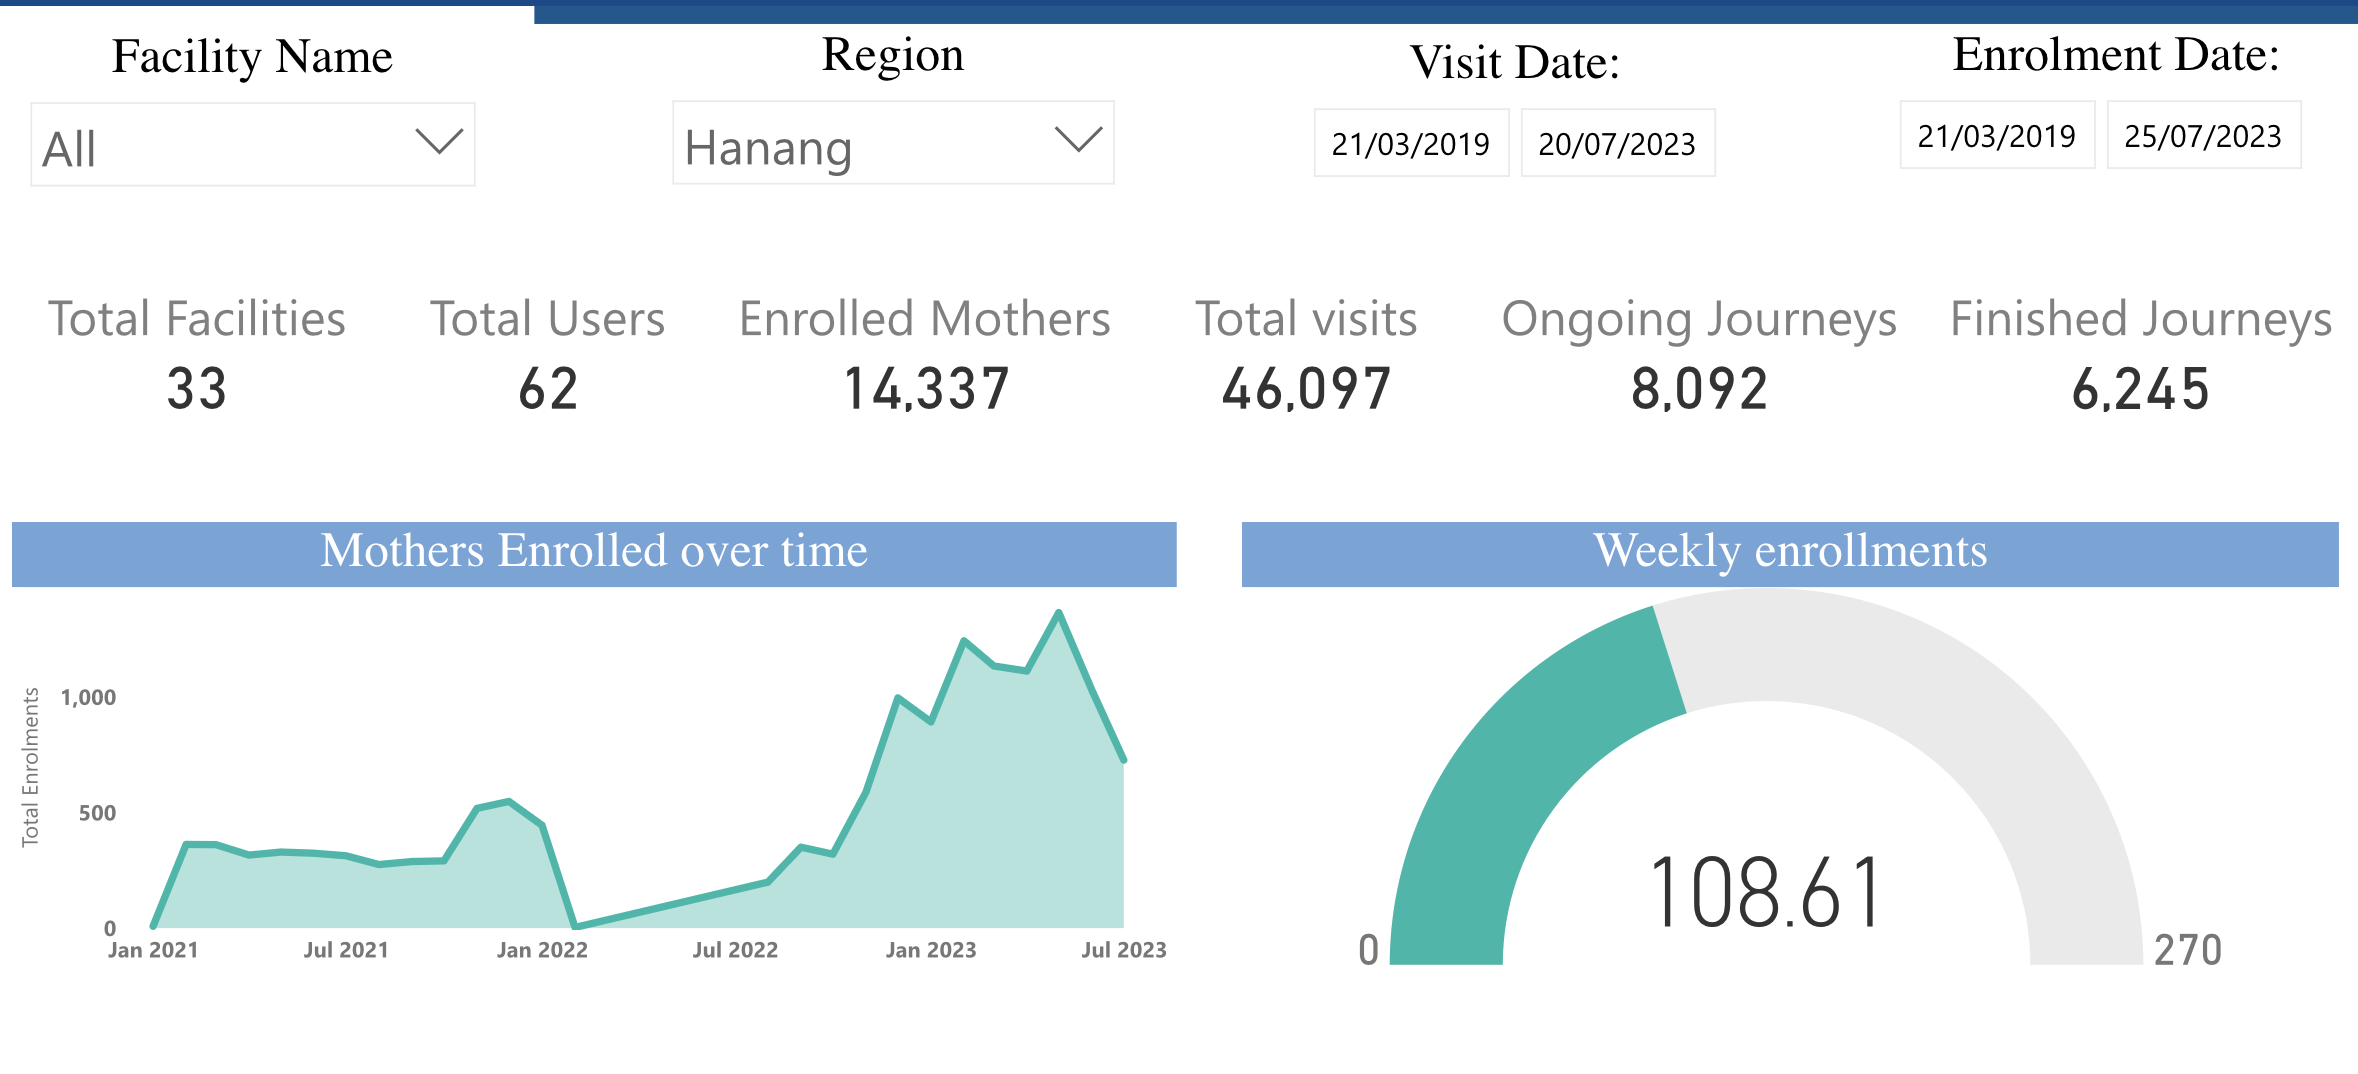 Facility Name
Region
Visit Date:
Enrolment Date:
All
Hanang
21/03/2019
20/07/2023
21/03/2019
25/07/2023
Total Facilities
33
Total Users
62
Enrolled Mothers
14,337
Total visits
46,097
Ongoing Journeys
8,092
Finished Journeys
6,245
Mothers Enrolled over time
Total Enrolments
1,000
500
0
Jan 2021
Jul 2021
Jan 2022
Jul 2022
Jan 2023
Jul 2023
Weekly enrollments
108.61
0
270